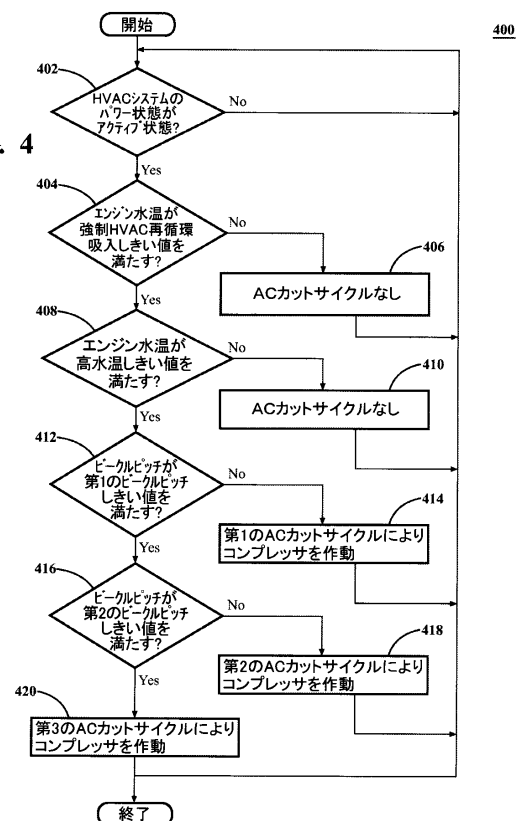 開始
400
402
HVACシステムの
パワー状態が
アクティブ状態?
No
. 4
Yes
404
エンジン水温が
強制HVAC再循環
吸入しきい値を
満たす?
No
406
ACカットサイクルなし
Yes
408
エンジン水温が
高水温しきい値を
満たす?
No
410
ACカットサイクルなし
Yes
412
ビークルピッチが
第1のビークルピッチ
しきい値を
満たす?
No
414
第1のACカットサイクルにより
コンプレッサを作動
Yes
416
ビークルピッチが
第2のビークルピッチ
しきい値を
満たす?
No
418
第2のACカットサイクルにより
コンプレッサを作動
Yes
420
第3のACカットサイクルにより
コンプレッサを作動
終了